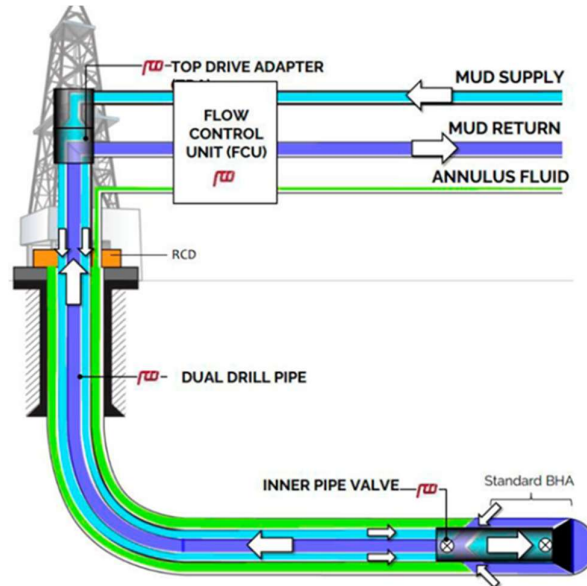 TOP DRIVE ADAPTER
MUD SUPPLY
FLOW
CONTROL
UNIT (FCU)
MUD RETURN
ANNULUS FLUID
RCD
DUAL DRILL PIPE
INNER PIPE VALVE
Standard BHA